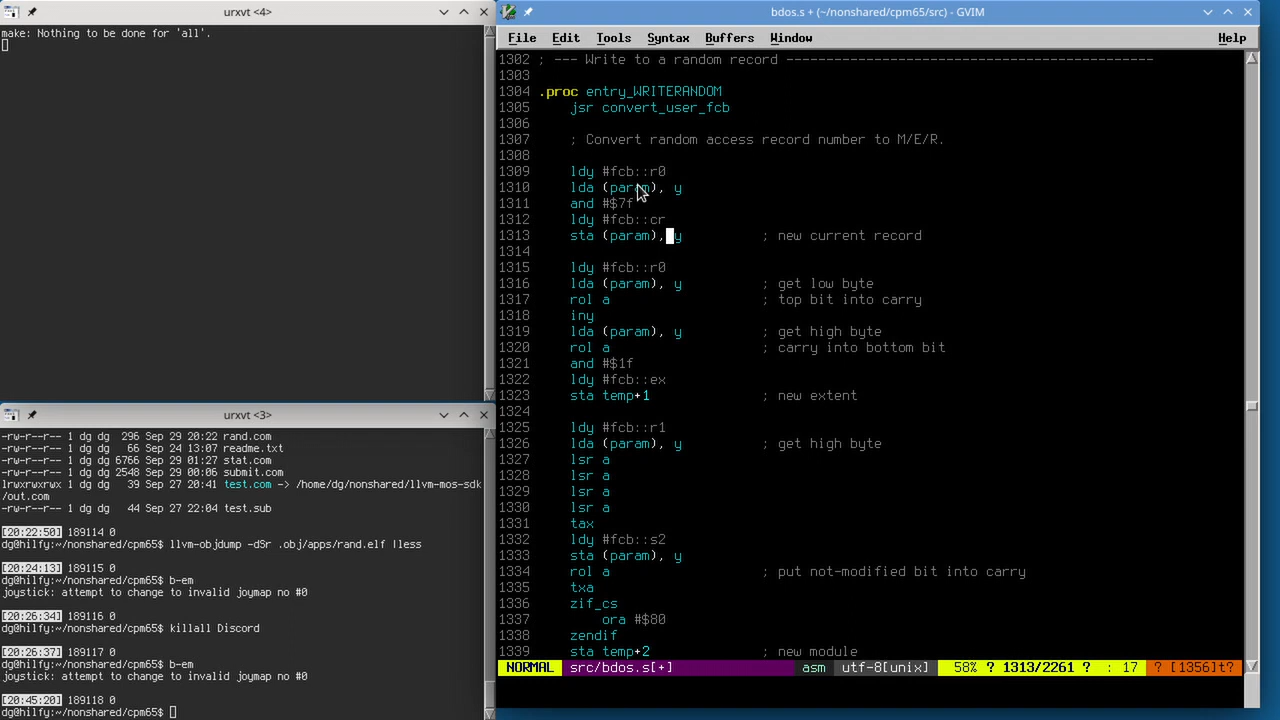 urxvt <4>
make: Nothing to be done for 'all'.
urxvt <3>
-rw-r--r-- 1 dg dg  296 Sep 29 20:22 rand.com
-rw-r--r-- 1 dg dg   66 Sep 24 13:07 readme.txt
-rw-r--r-- 1 dg dg 6766 Sep 29 01:27 stat.com
-rw-r--r-- 1 dg dg 2548 Sep 29 00:06 submit.com
lrwxrwxrwx 1 dg dg   39 Sep 27 20:41 test.com -> /home/dg/nonshared/llvm-mos-sdk
/out.com
-rw-r--r-- 1 dg dg   44 Sep 27 22:04 test.sub
[20:22:50] 189114 0
dg@hilfy:~/nonshared/cpm65$ llvm-objdump -dSr .obj/apps/rand.elf |less
[20:24:13] 189115 0
dg@hilfy:~/nonshared/cpm65$ b-em
joystick: attempt to change to invalid joymap no #0
[20:26:34] 189116 0
dg@hilfy:~/nonshared/cpm65$ killall Discord
[20:26:37] 189117 0
dg@hilfy:~/nonshared/cpm65$ b-em
joystick: attempt to change to invalid joymap no #0
[20:45:20] 189118 0
dg@hilfy:~/nonshared/cpm65$
bdos.s + (~/nonshared/cpm65/src) - GVIM
File Edit Tools Syntax Buffers Window Help
1302 ; --- Write to a random record ----------------------------------------------
1303
1304 .proc entry_WRITERANDOM
1305     jsr convert_user_fcb
1306
1307     ; Convert random access record number to M/E/R.
1308
1309     ldy #fcb::r0
1310     lda (param), y
1311     and #$7f
1312     ldy #fcb::cr
1313     sta (param), y          ; new current record
1314
1315     ldy #fcb::r0
1316     lda (param), y          ; get low byte
1317     rol a                   ; top bit into carry
1318     iny
1319     lda (param), y          ; get high byte
1320     rol a                   ; carry into bottom bit
1321     and #$1f
1322     ldy #fcb::ex
1323     sta temp+1              ; new extent
1324
1325     ldy #fcb::r1
1326     lda (param), y          ; get high byte
1327     lsr a
1328     lsr a
1329     lsr a
1330     lsr a
1331     tax
1332     ldy #fcb::s2
1333     sta (param), y
1334     rol a                   ; put not-modified bit into carry
1335     txa
1336     zif_cs
1337         ora #$80
1338     zendif
1339     sta temp+2              ; new module
NORMAL src/bdos.s[+] asm utf-8[unix] 58% ? 1313/2261 ? : 17 ? [1356]t?